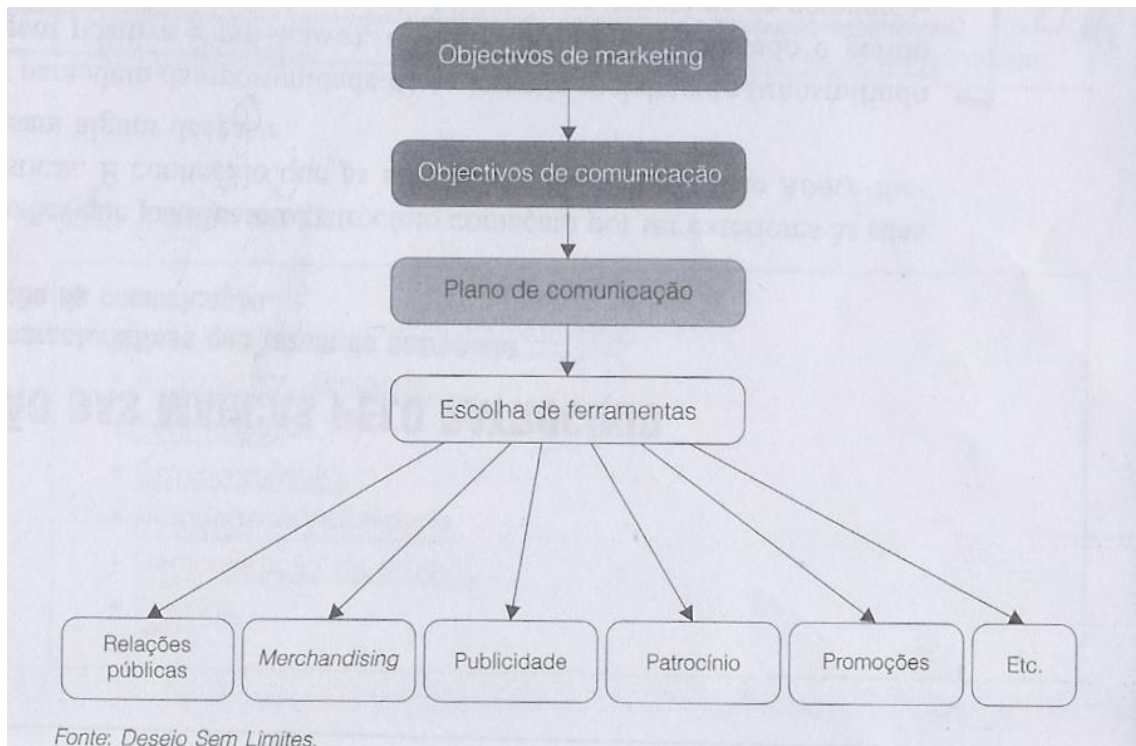 Objectivos de marketing
Objectivos de comunicação
Plano de comunicação
Escolha de ferramentas
Relações
públicas
Merchandising
Publicidade
Patrocínio
Promoções
Etc.
Fonte: Desejo Sem Limites.